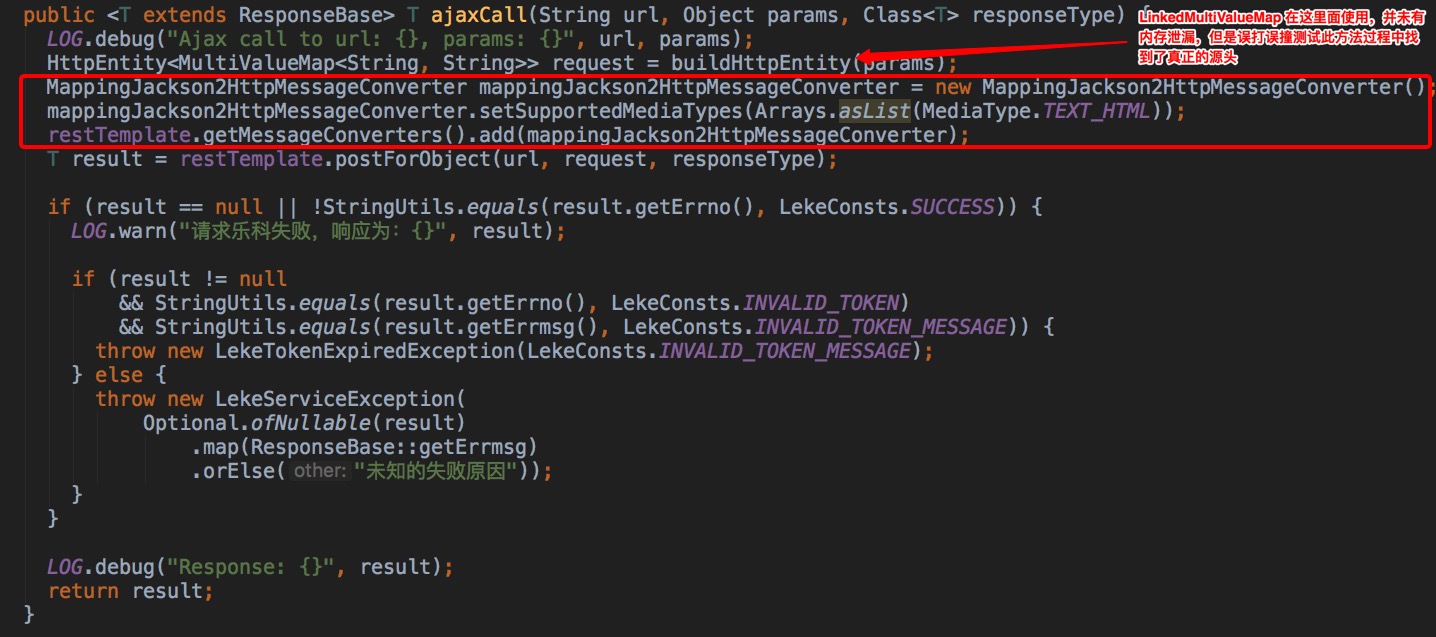 public <T extends ResponseBase> T ajaxCall(String url, Object params, Class<T> responseType) {
LinkedMultiValueMap 在这里面使用，并未有
内存泄漏，但是误打误撞测试此方法过程中找
到了真正的源头
LOG.debug("Ajax call to url: {}, params: {}", url, params);
HttpEntity<MultiValueMap<String, String>> request = buildHttpEntity(params);
MappingJackson2HttpMessageConverter mappingJackson2HttpMessageConverter = new MappingJackson2HttpMessageConverter();
mappingJackson2HttpMessageConverter.setSupportedMediaTypes(Arrays.asList(MediaType.TEXT_HTML));
restTemplate.getMessageConverters().add(mappingJackson2HttpMessageConverter);
T result = restTemplate.postForObject(url, request, responseType);
if (result == null || !StringUtils.equals(result.getErrno(), LekeConsts.SUCCESS)) {
LOG.warn("请求乐科失败，响应为：{}", result);
if (result != null
&& StringUtils.equals(result.getErrno(), LekeConsts.INVALID_TOKEN)
&& StringUtils.equals(result.getErrmsg(), LekeConsts.INVALID_TOKEN_MESSAGE)) {
throw new LekeTokenExpiredException(LekeConsts.INVALID_TOKEN_MESSAGE);
} else {
throw new LekeServiceException(
Optional.ofNullable(result)
.map(ResponseBase::getErrmsg)
.orElse( other: "未知的失败原因"));
}
}
LOG.debug("Response: {}", result);
return result;
}